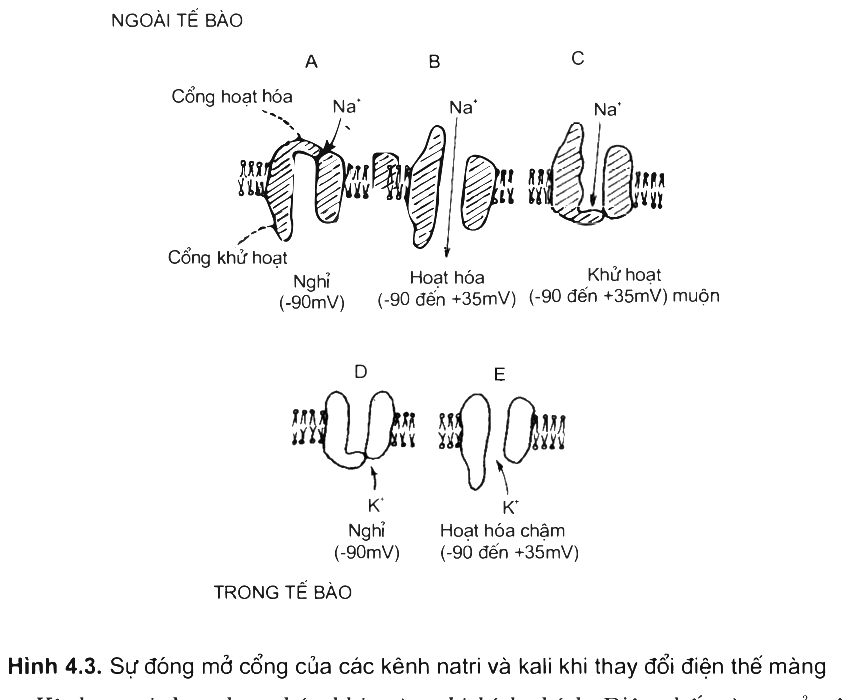 NGOÀI TẾ BÀO
A
B
C
Cổng hoạt hóa
Na⁺
Na⁺
Na⁺
Cổng khử hoạt
Nghỉ
(-90mV)
Hoạt hóa
(-90 đến +35mV)
Khử hoạt
(-90 đến +35mV) muộn
D
E
K⁺
K⁺
Nghỉ
(-90mV)
Hoạt hóa chậm
(-90 đến +35mV)
TRONG TẾ BÀO
Hình 4.3. Sự đóng mở cổng của các kênh natri và kali khi thay đổi điện thế màng